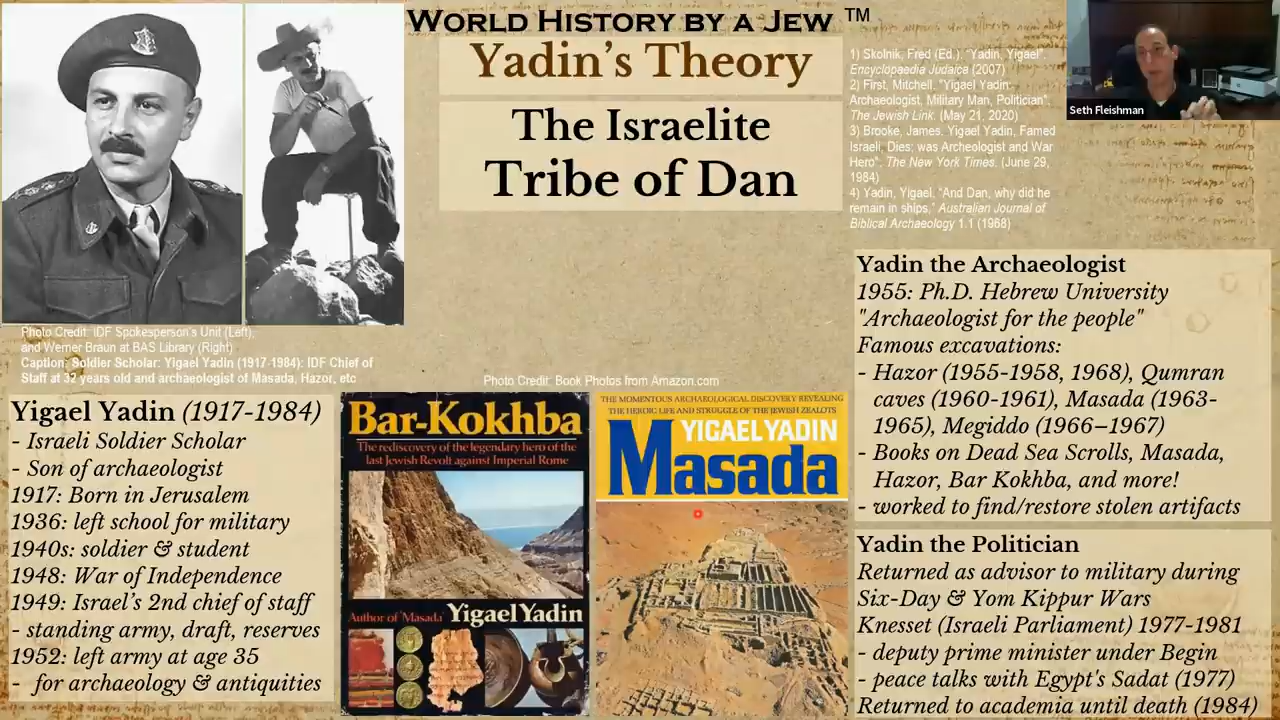 WORLD HISTORY BY A JEW ™
Yadin's Theory
The Israelite
Tribe of Dan
1) Skolnik, Fred (Ed.). "Yadin, Yigael".
Encyclopaedia Judaica (2007)
2) First, Mitchell. "Yigael Yadin:
Archaeologist, Military Man, Politician".
The Jewish Link. (May 21, 2020)
3) Brooke, James. Yigael Yadin, Famed
Israeli, Dies; was Archeologist and War
Hero". The New York Times. (June 29,
1984)
4) Yadin, Yigael. "And Dan, why did he
remain in ships." Australian Journal of
Biblical Archaeology 1.1 (1968)
Seth Fleishman
Photo Credit: IDF Spokesperson's Unit (Left),
and Werner Braun at BAS Library (Right)
Caption: Soldier Scholar: Yigael Yadin (1917-1984): IDF Chief of
Staff at 32 years old and archaeologist of Masada, Hazor, etc
Photo Credit: Book Photos from Amazon.com
Yigael Yadin (1917-1984)
- Israeli Soldier Scholar
- Son of archaeologist
1917: Born in Jerusalem
1936: left school for military
1940s: soldier & student
1948: War of Independence
1949: Israel's 2nd chief of staff
- standing army, draft, reserves
1952: left army at age 35
- for archaeology & antiquities
Bar-Kokhba
The rediscovery of the legendary hero of the
last Jewish Revolt against Imperial Rome
Author of 'Masada' Yigael Yadin
THE MOMENTOUS ARCHAEOLOGICAL DISCOVERY REVEALING
THE HEROIC LIFE AND STRUGGLE OF THE JEWISH ZEALOTS
YIGAEL YADIN
Masada
Yadin the Archaeologist
1955: Ph.D. Hebrew University
"Archaeologist for the people"
Famous excavations:
- Hazor (1955-1958, 1968), Qumran
caves (1960-1961), Masada (1963-
1965), Megiddo (1966–1967)
- Books on Dead Sea Scrolls, Masada,
Hazor, Bar Kokhba, and more!
- worked to find/restore stolen artifacts
Yadin the Politician
Returned as advisor to military during
Six-Day & Yom Kippur Wars
Knesset (Israeli Parliament) 1977-1981
- deputy prime minister under Begin
- peace talks with Egypt's Sadat (1977)
Returned to academia until death (1984)